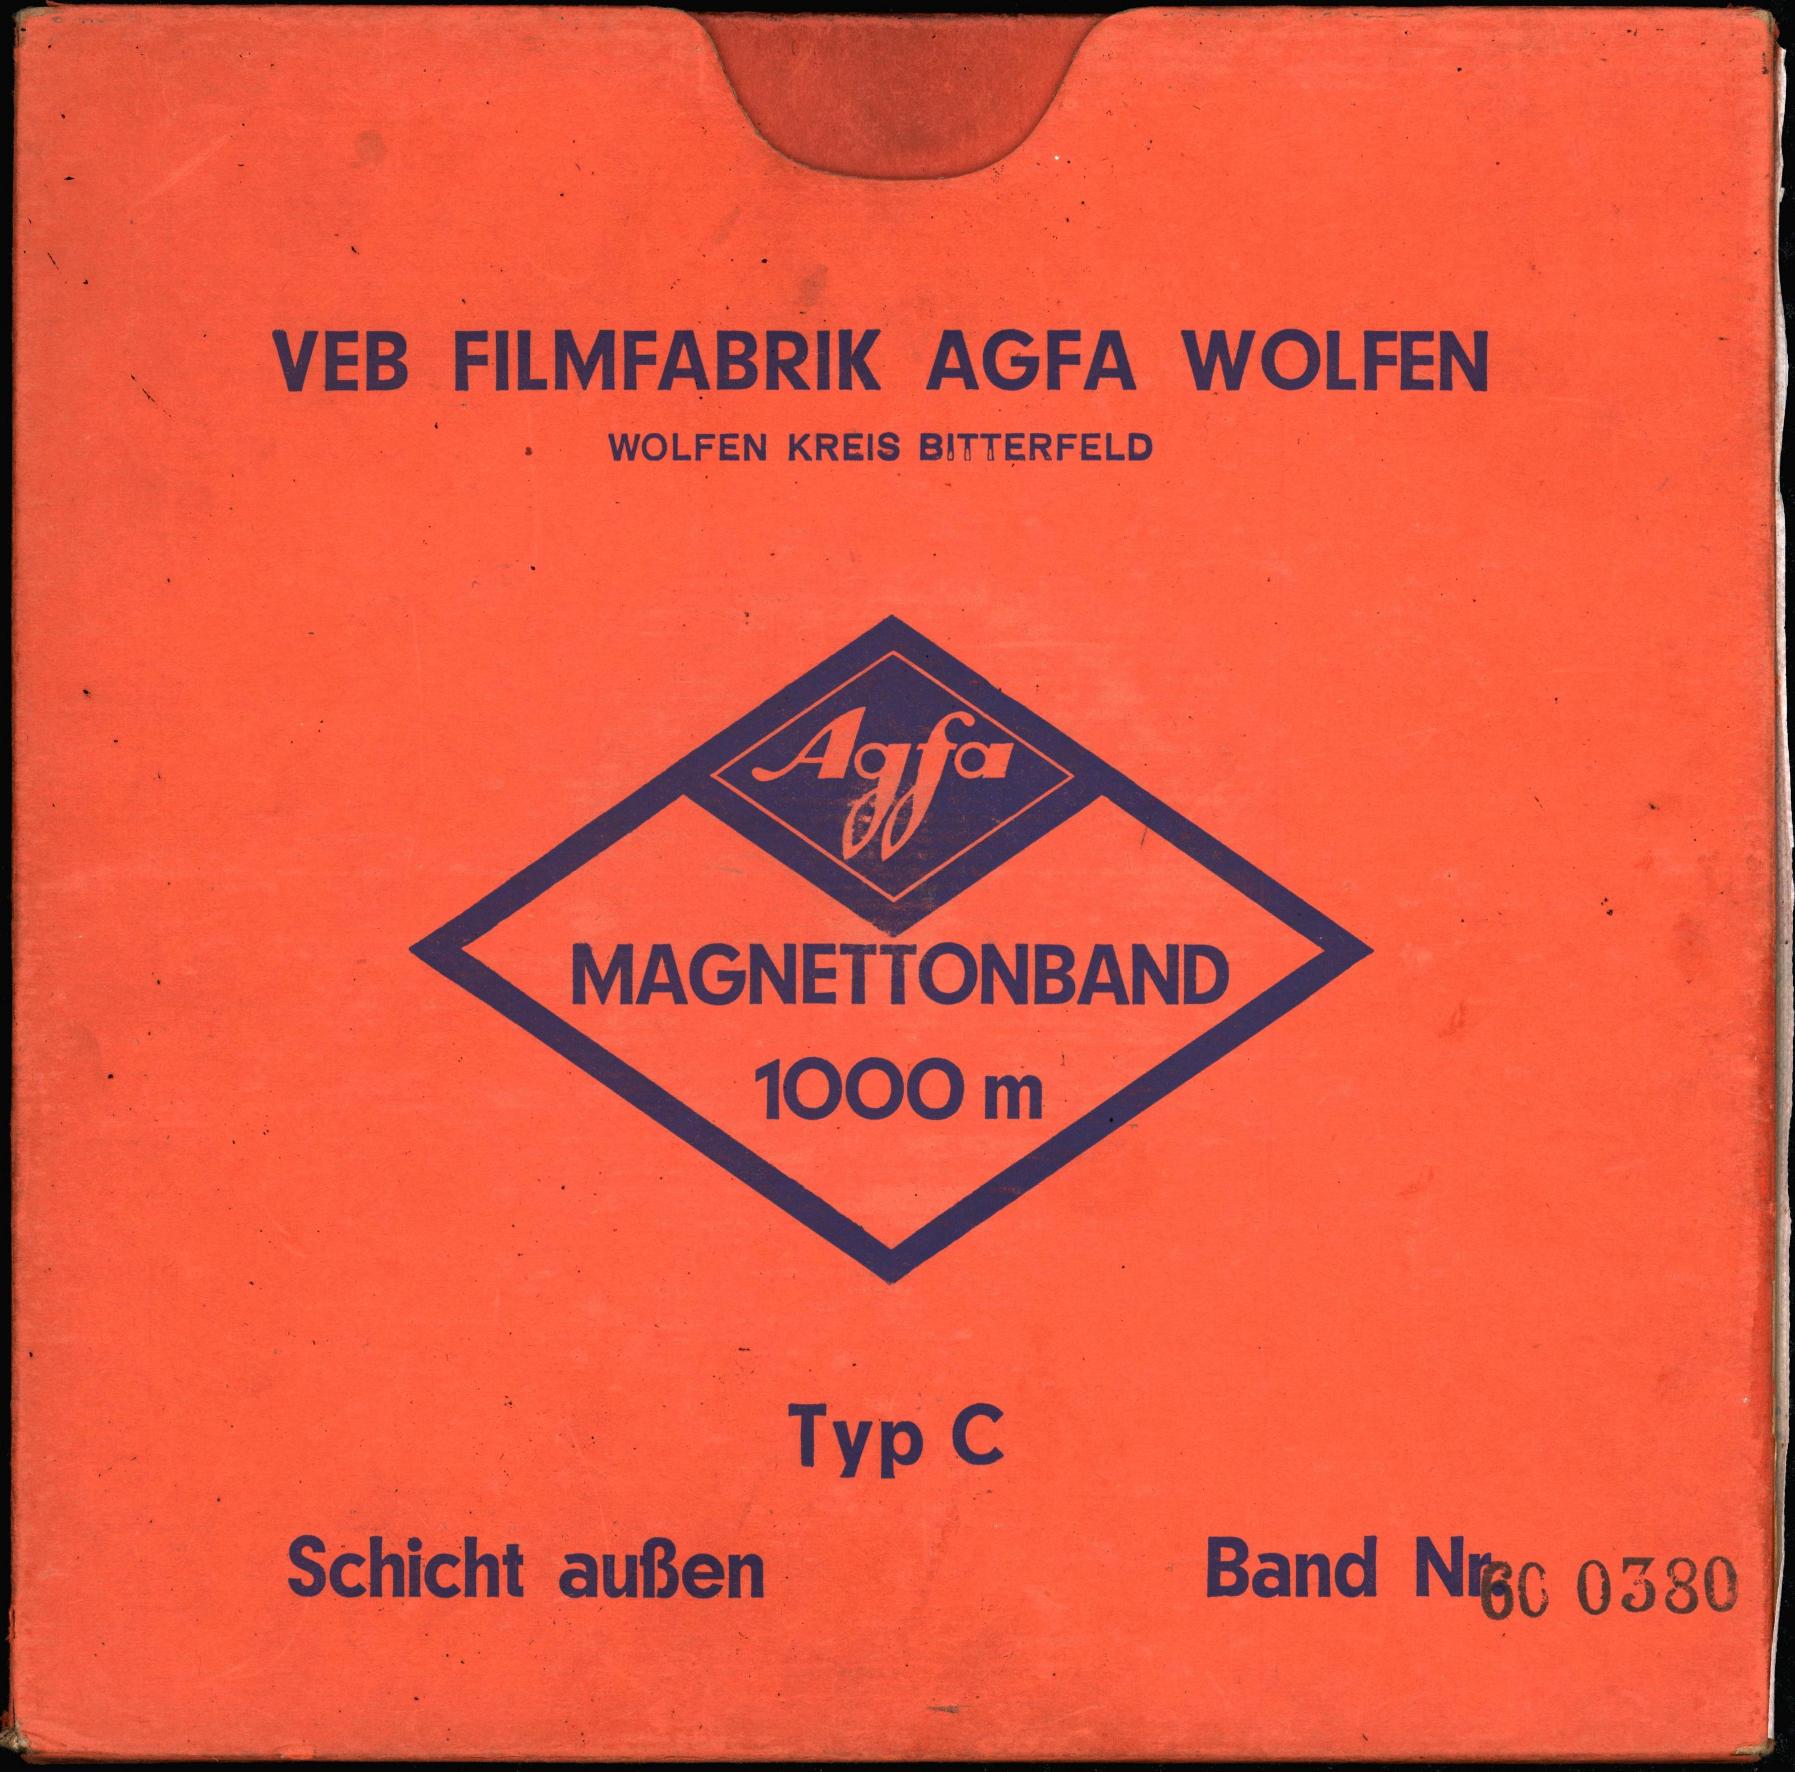 VEB FILMFABRIK AGFA WOLFEN
WOLFEN KREIS BITTERFELD
Agfa
MAGNETTONBAND
1000 m
Typ C
Schicht außen
Band Nr. 60 0380